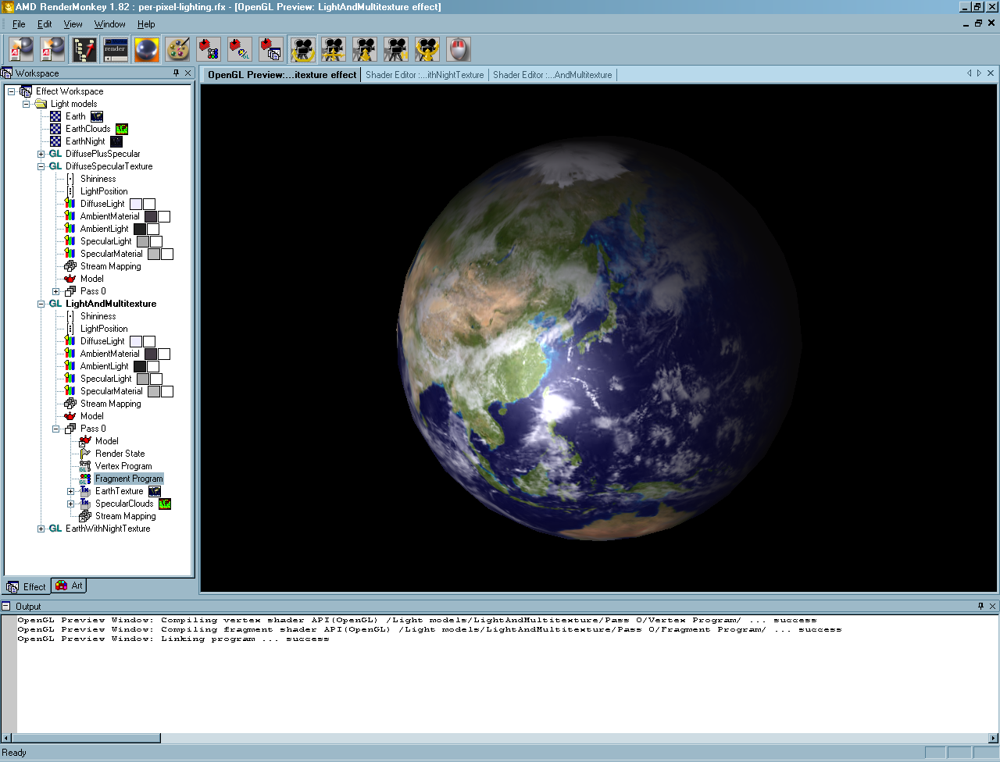 AMD RenderMonkey 1.82 : per-pixel-lighting.rfx - [OpenGL Preview: LightAndMultitexture effect]
File Edit View Window Help
render
Workspace
OpenGL Preview:...itexture effect Shader Editor :...ithNightTexture Shader Editor :...AndMultitexture
Effect Workspace
Light models
Earth
EarthClouds
EarthNight
GL DiffusePlusSpecular
GL DiffuseSpecularTexture
Shininess
LightPosition
DiffuseLight
AmbientMaterial
AmbientLight
SpecularLight
SpecularMaterial
Stream Mapping
Model
Pass 0
GL LightAndMultitexture
Shininess
LightPosition
DiffuseLight
AmbientMaterial
AmbientLight
SpecularLight
SpecularMaterial
Stream Mapping
Model
Pass 0
Model
Render State
Vertex Program
Fragment Program
EarthTexture
SpecularClouds
Stream Mapping
GL EarthWithNightTexture
Effect Art
Output
OpenGL Preview Window: Compiling vertex shader API(OpenGL) /Light models/LightAndMultitexture/Pass 0/Vertex Program/ ... success
OpenGL Preview Window: Compiling fragment shader API(OpenGL) /Light models/LightAndMultitexture/Pass 0/Fragment Program/ ... success
OpenGL Preview Window: Linking program ... success
Ready